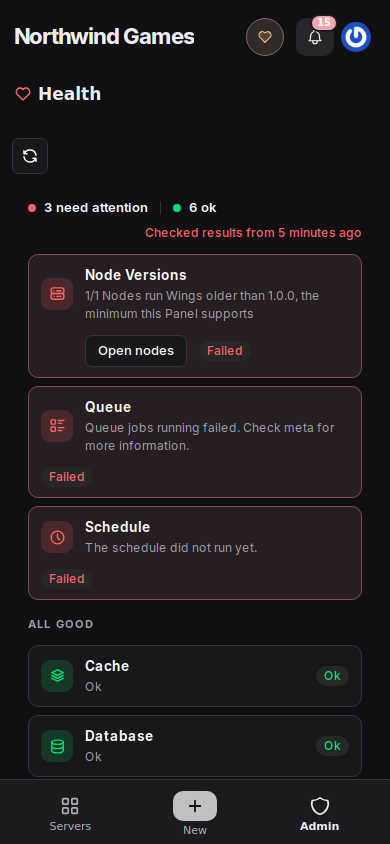 Northwind Games
15
Health
3 need attention
6 ok
Checked results from 5 minutes ago
Node Versions
1/1 Nodes run Wings older than 1.0.0, the
minimum this Panel supports
Open nodes
Failed
Queue
Queue jobs running failed. Check meta for
more information.
Failed
Schedule
The schedule did not run yet.
Failed
ALL GOOD
Cache
Ok
Ok
Database
Ok
Ok
Servers
New
Admin